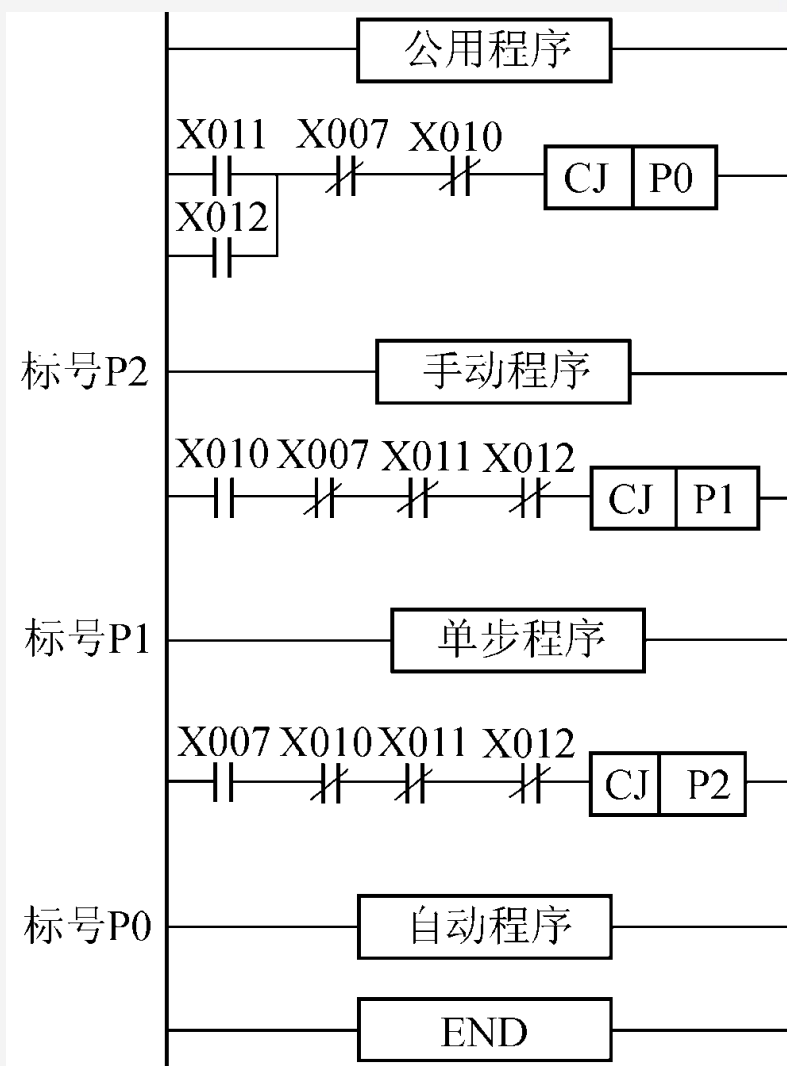 公用程序
X011 X007 X010
CJ P0
X012
标号P2 手动程序
X010 X007 X011 X012
CJ P1
标号P1 单步程序
X007 X010 X011 X012
CJ P2
标号P0 自动程序
END